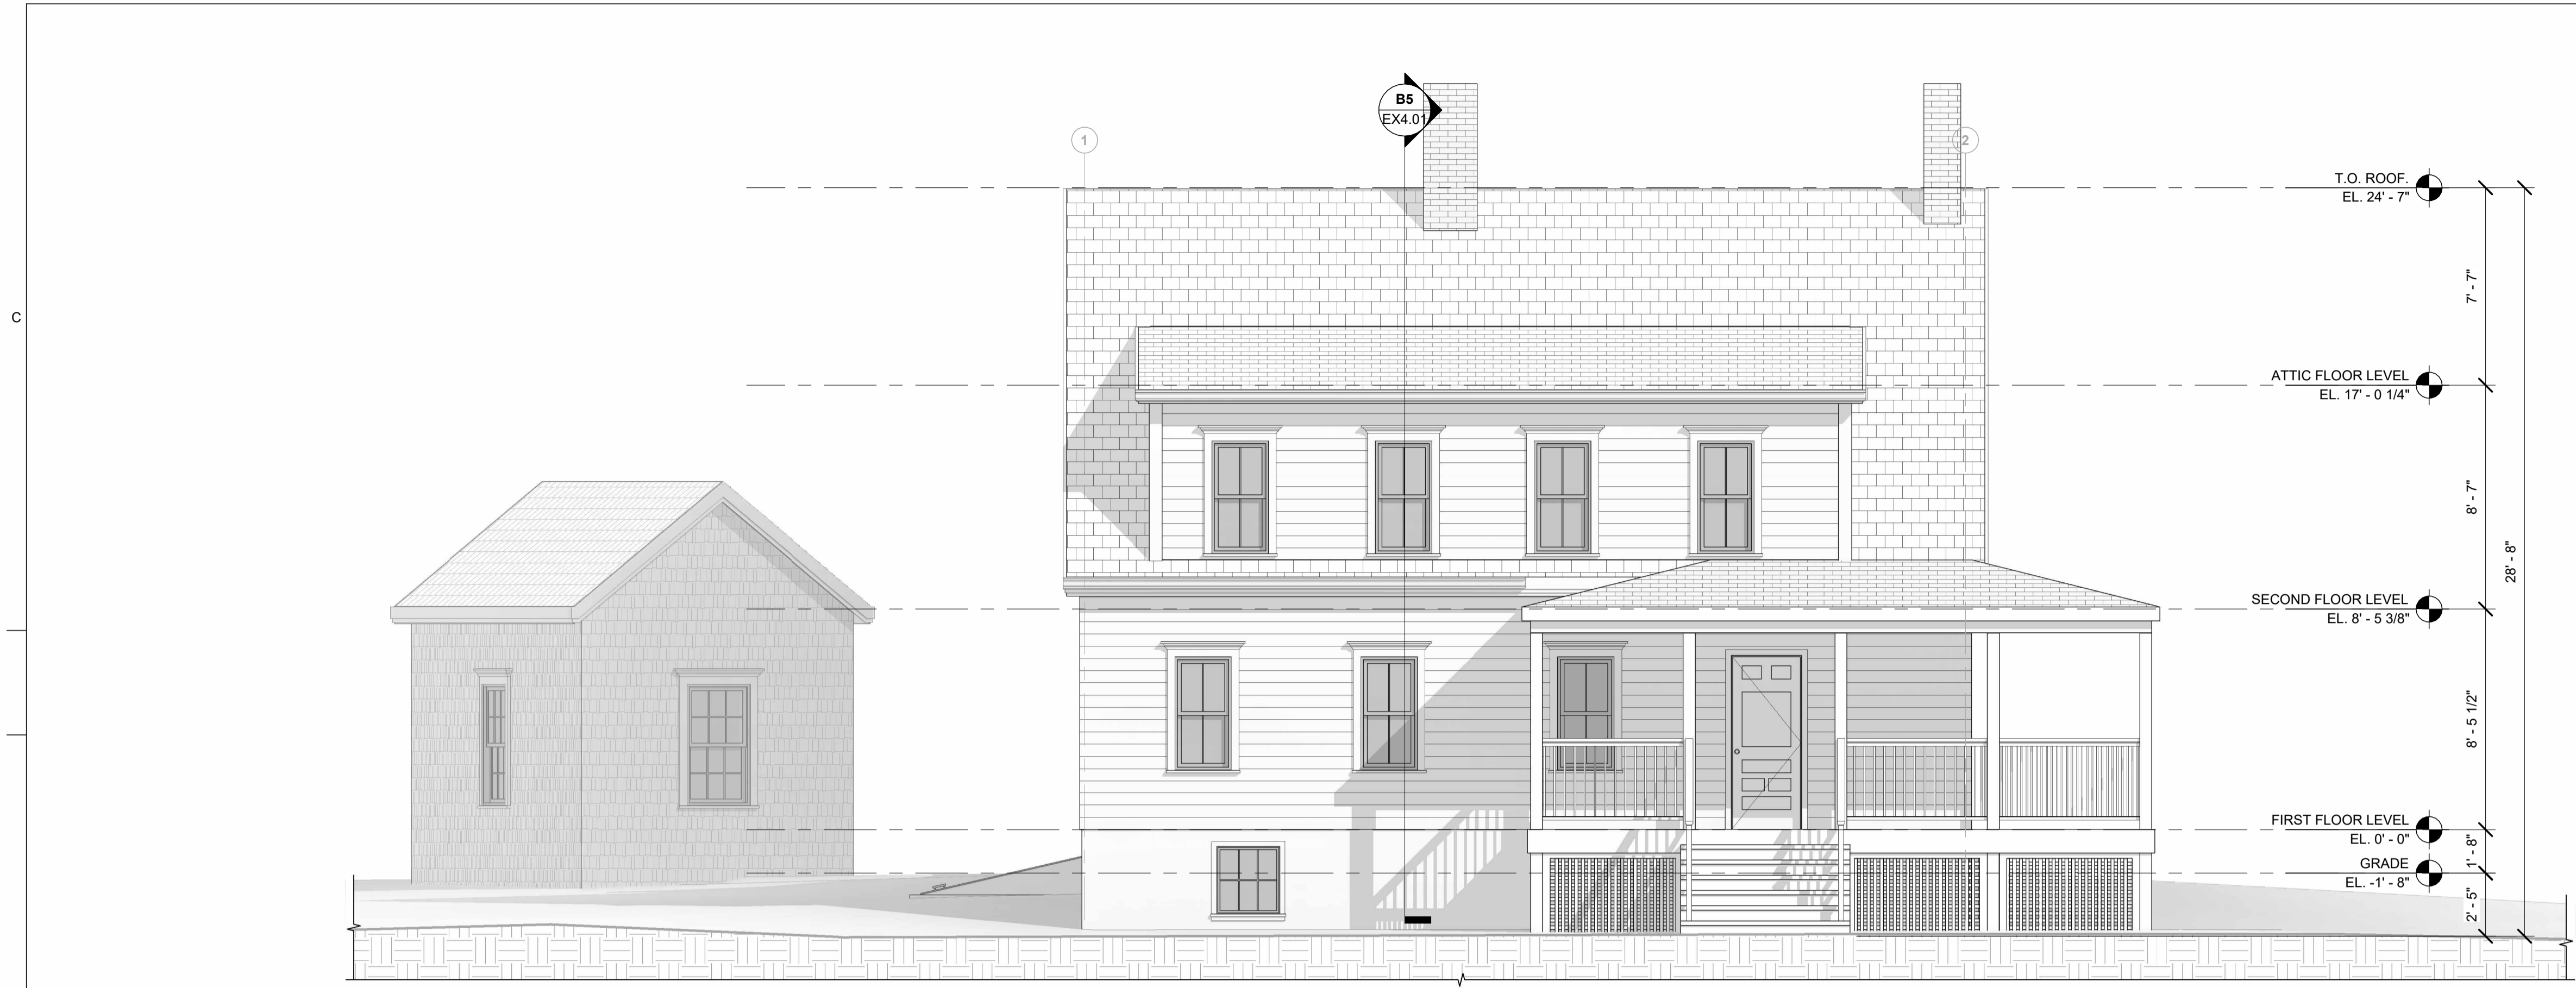 B5
EX4.01
1
2
T.O. ROOF.
EL. 24' - 7"
7' - 7"
C
ATTIC FLOOR LEVEL
EL. 17' - 0 1/4"
8' - 7"
28' - 8"
SECOND FLOOR LEVEL
EL. 8' - 5 3/8"
8' - 5 1/2"
FIRST FLOOR LEVEL
EL. 0' - 0"
1' - 8"
GRADE
EL. -1' - 8"
2' - 5"